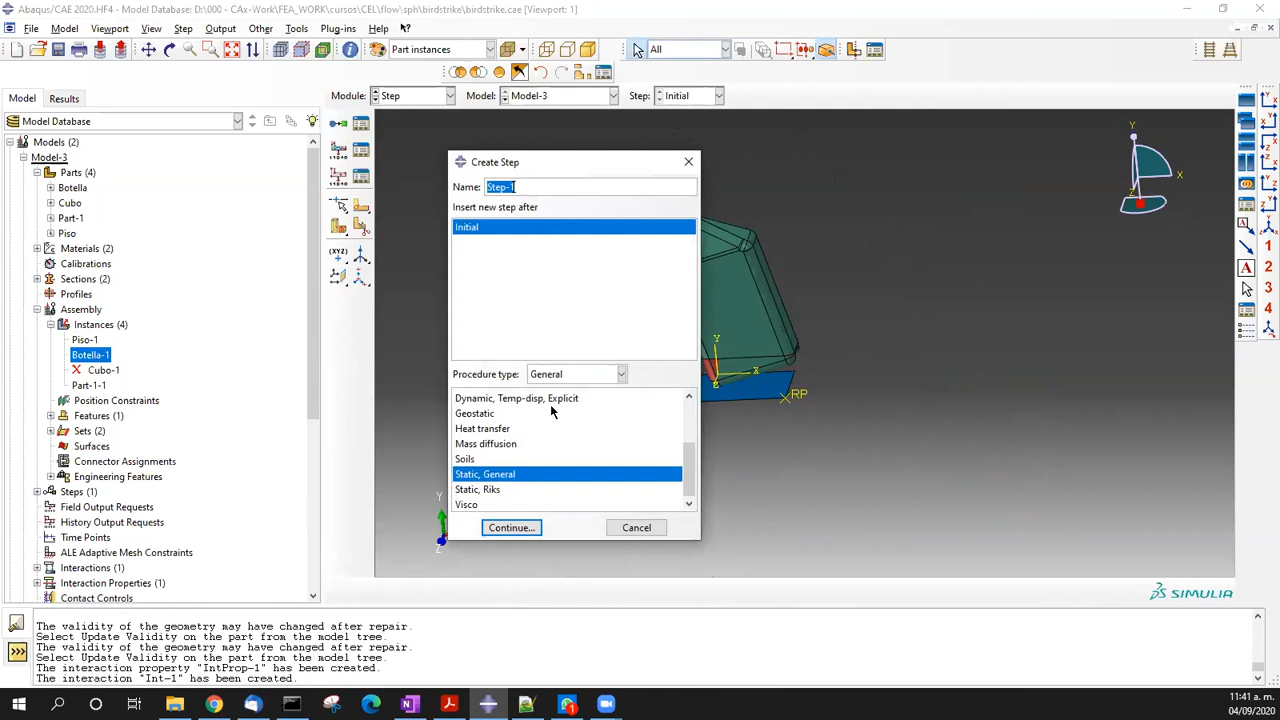 Abaqus/CAE 2020.HF4 - Model Database: D:\000 - CAx-Work\FEA_WORK\cursos\CEL\flow\sph\birdstrike\birdstrike.cae [Viewport: 1]
File Model Viewport View Step Output Other Tools Plug-ins Help
Part instances All
Model Results Module: Step Model: Model-3 Step: Initial
Model Database
Models (2)
Model-3
Parts (4)
Botella
Cubo
Part-1
Piso
Materials (2)
Calibrations
Sections (2)
Profiles
Assembly
Instances (4)
Piso-1
Botella-1
Cubo-1
Part-1-1
Position Constraints
Features (1)
Sets (2)
Surfaces
Connector Assignments
Engineering Features
Steps (1)
Field Output Requests
History Output Requests
Time Points
ALE Adaptive Mesh Constraints
Interactions (1)
Interaction Properties (1)
Contact Controls
Create Step
Name: Step-1
Insert new step after
Initial
Procedure type: General
Dynamic, Temp-disp, Explicit
Geostatic
Heat transfer
Mass diffusion
Soils
Static, General
Static, Riks
Visco
Continue... Cancel
(XYZ)
Y
X
Z
Y
X
Z
RP
Y
Z
A
1
2
A
3
4
SIMULIA
The validity of the geometry may have changed after repair.
Select Update Validity on the part from the model tree.
The validity of the geometry may have changed after repair.
Select Update Validity on the part from the model tree.
The interaction property "IntProp-1" has been created.
The interaction "Int-1" has been created.
>>>
11:41 a. m.
04/09/2020